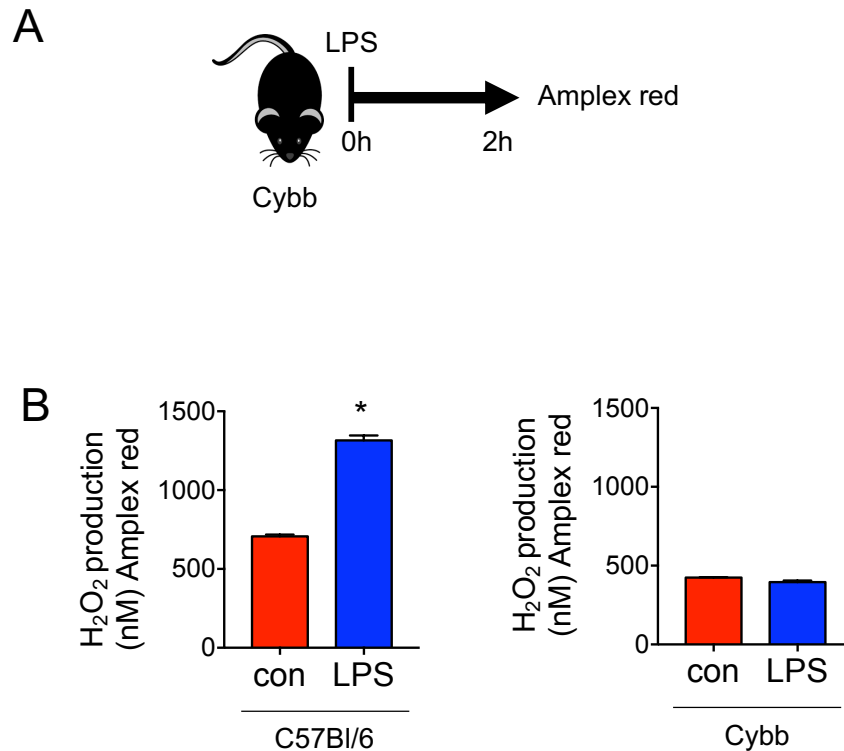 A
LPS
Amplex red
0h 2h
Cybb
B
H₂O₂ production
(nM) Amplex red
1500
1000
500
0
*
con LPS
C57Bl/6
H₂O₂ production
(nM) Amplex red
1500
1000
500
0
con LPS
Cybb